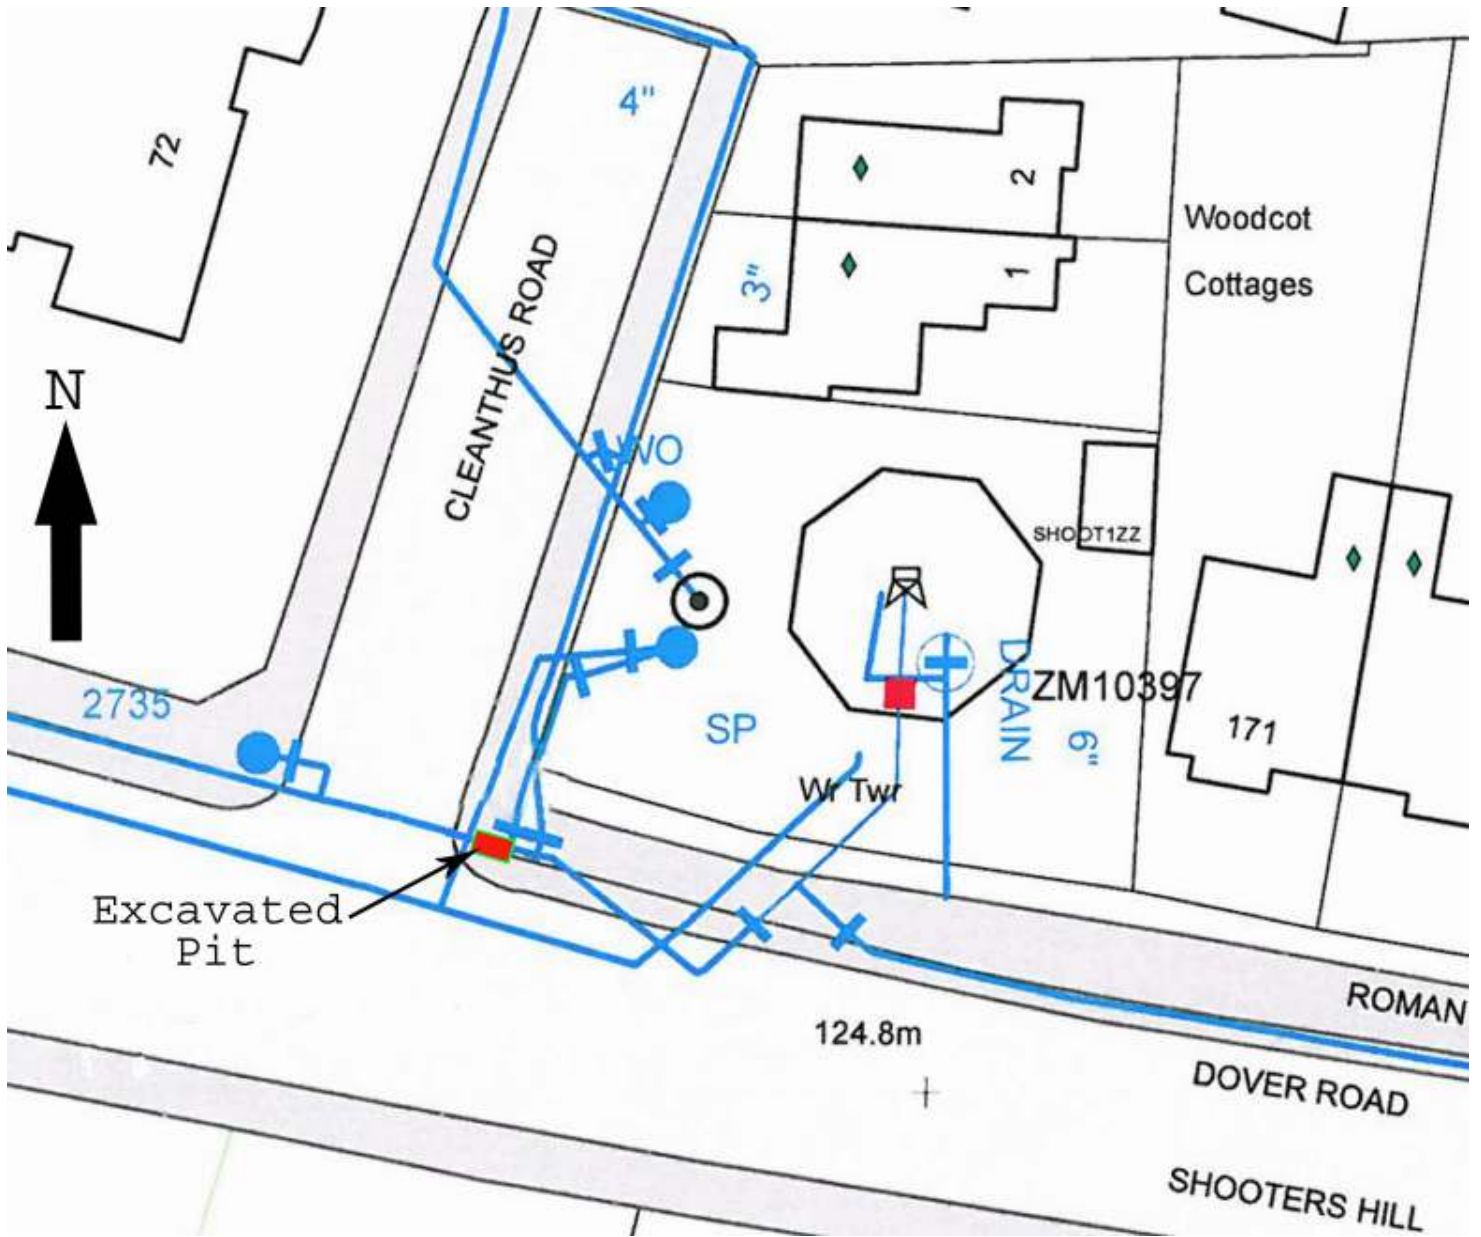 4"
72
2
Woodcot
Cottages
1
3"
CLEANTHUS ROAD
N
WO
SHOOT1ZZ
2735
DRAIN
ZM10397
SP
6"
171
Wr Twr
Excavated
Pit
124.8m
ROMAN
DOVER ROAD
SHOOTERS HILL